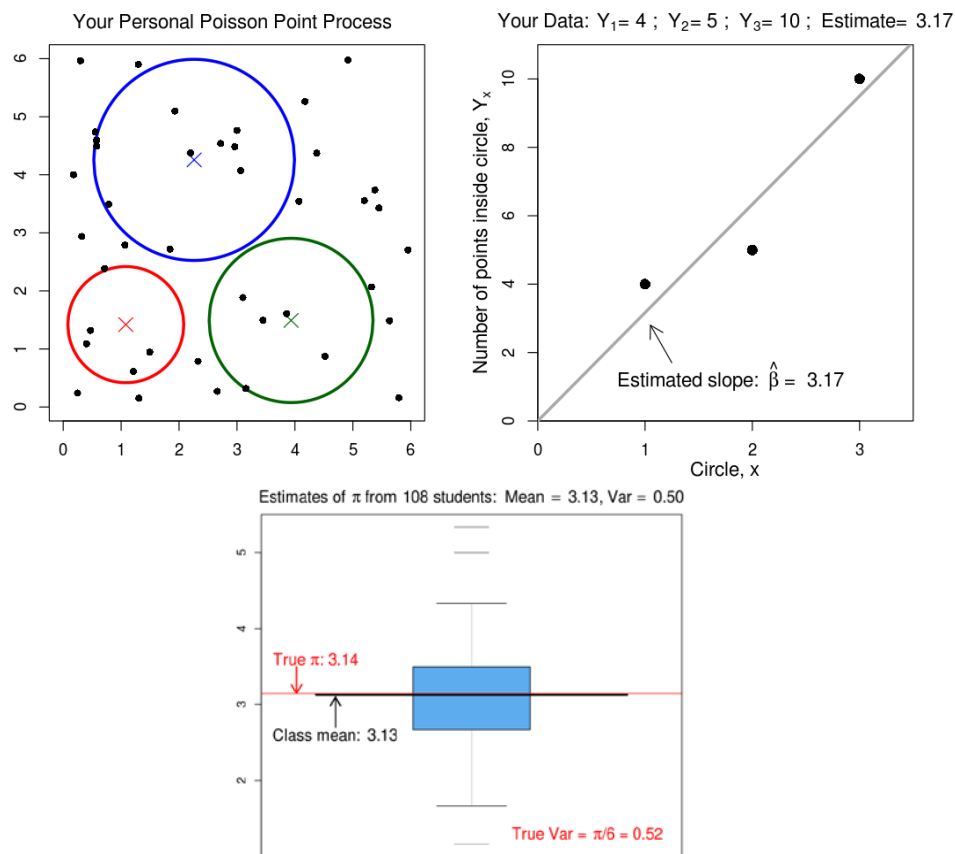 Your Personal Poisson Point Process
6
5
4
3
2
1
0
0 1 2 3 4 5 6
Your Data: Y₁= 4 ; Y₂= 5 ; Y₃= 10 ; Estimate= 3.17
Number of points inside circle, Yₓ
10
8
6
4
2
0
Estimated slope: β̂ = 3.17
0 1 2 3
Circle, x
Estimates of π from 108 students: Mean = 3.13, Var = 0.50
5
4
3
2
True π: 3.14
Class mean: 3.13
True Var = π/6 = 0.52